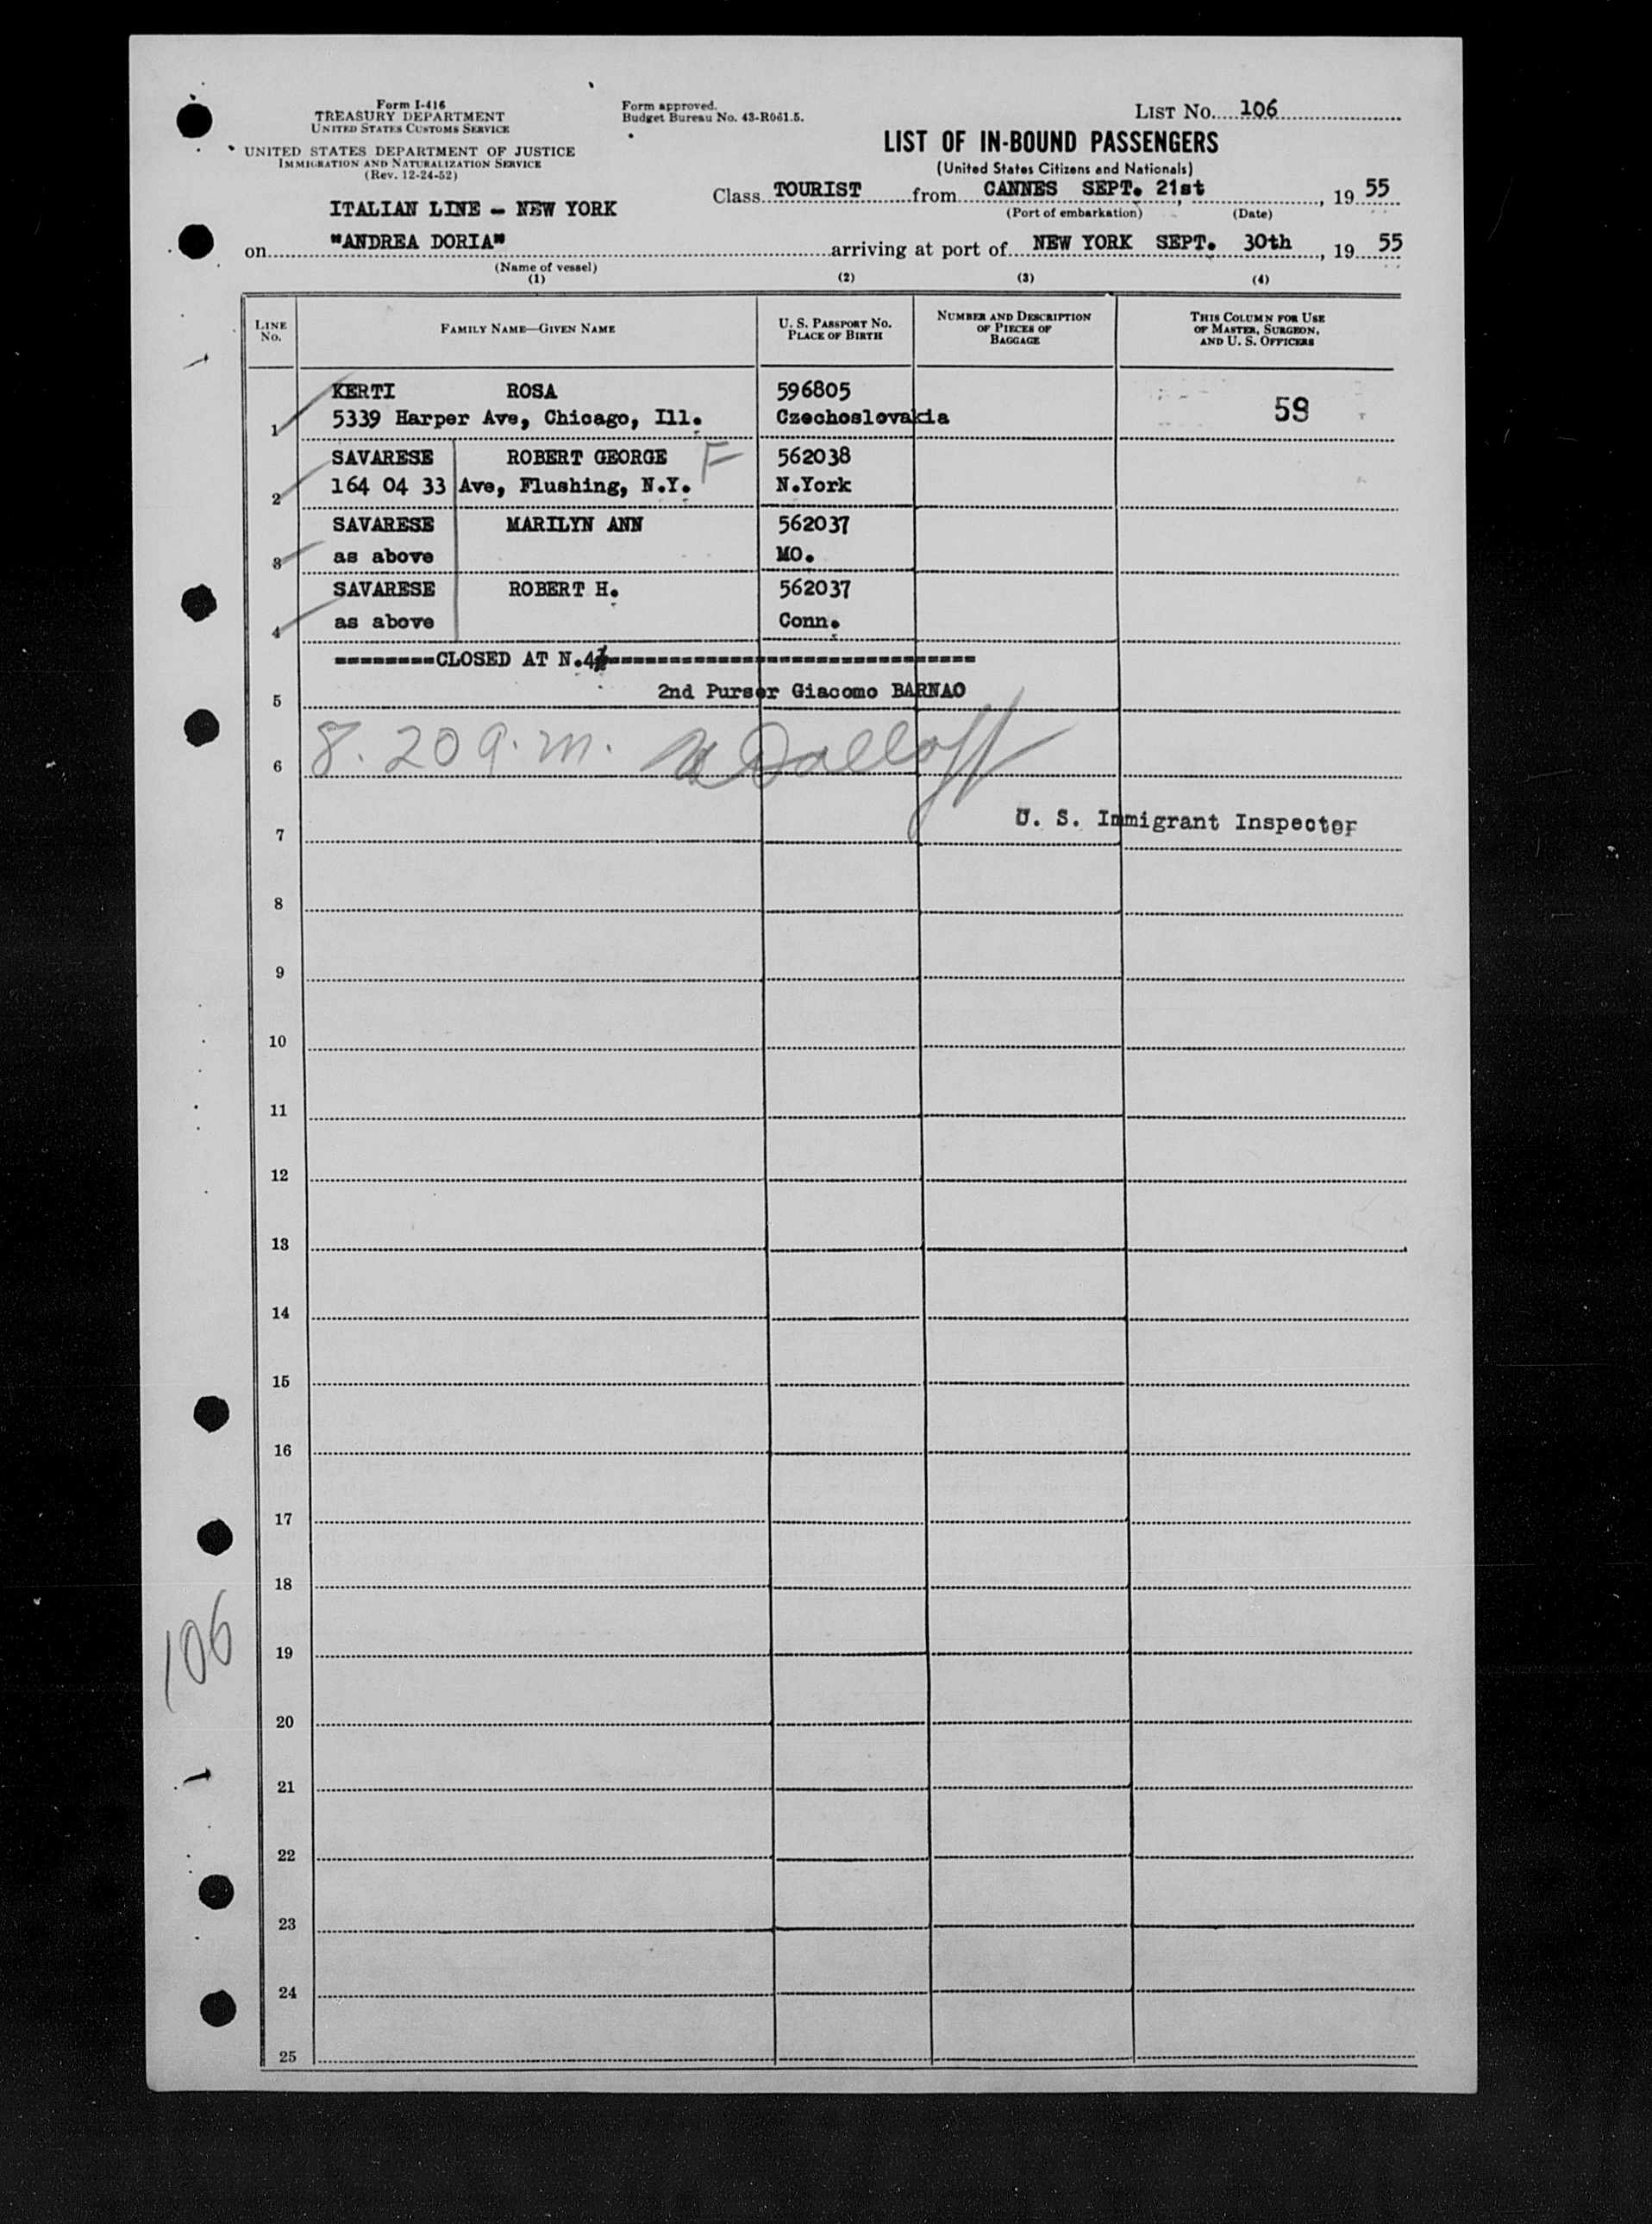 Form I-416
TREASURY DEPARTMENT
UNITED STATES CUSTOMS SERVICE
UNITED STATES DEPARTMENT OF JUSTICE
IMMIGRATION AND NATURALIZATION SERVICE
(Rev. 12-24-52)
Form approved.
Budget Bureau No. 43-R061.5.
LIST NO. 106
LIST OF IN-BOUND PASSENGERS
(United States Citizens and Nationals)
ITALIAN LINE - NEW YORK
Class TOURIST from CANNES SEPT. 21st, 1955
(Port of embarkation) (Date)
on "ANDREA DORIA" arriving at port of NEW YORK SEPT. 30th, 1955
(Name of vessel)
(1) (2) (3) (4)
LINE No.
FAMILY NAME—GIVEN NAME
U. S. PASSPORT NO.
PLACE OF BIRTH
NUMBER AND DESCRIPTION
OF PIECES OF
BAGGAGE
THIS COLUMN FOR USE
OF MASTER, SURGEON,
AND U. S. OFFICERS
KERTI ROSA 596805
1 5339 Harper Ave, Chicago, Ill. Czechoslovakia 59
SAVARESE ROBERT GEORGE F 562038
2 164 04 33 Ave, Flushing, N.Y. N.York
SAVARESE MARILYN ANN 562037
3 as above MO.
SAVARESE ROBERT H. 562037
4 as above Conn.
--------CLOSED AT N.4------------------------------
5 2nd Purser Giacomo BARNAO
6 8.20 a.m.
U. S. Immigrant Inspector
7
8
9
10
11
12
13
14
15
16
17
18
19
106
20
21
22
23
24
25